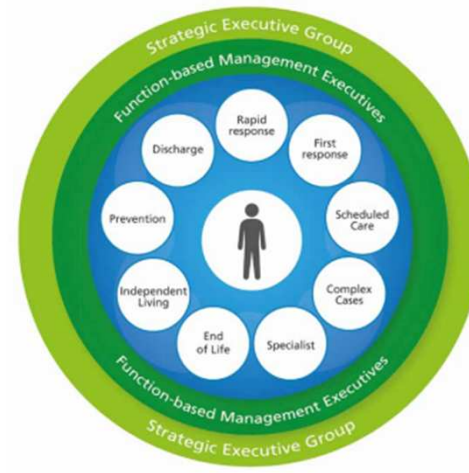 Strategic Executive Group
Function-based Management Executives
Rapid
response
First
response
Scheduled
Care
Complex
Cases
Specialist
End
of Life
Independent
Living
Prevention
Discharge
Function-based Management Executives
Strategic Executive Group